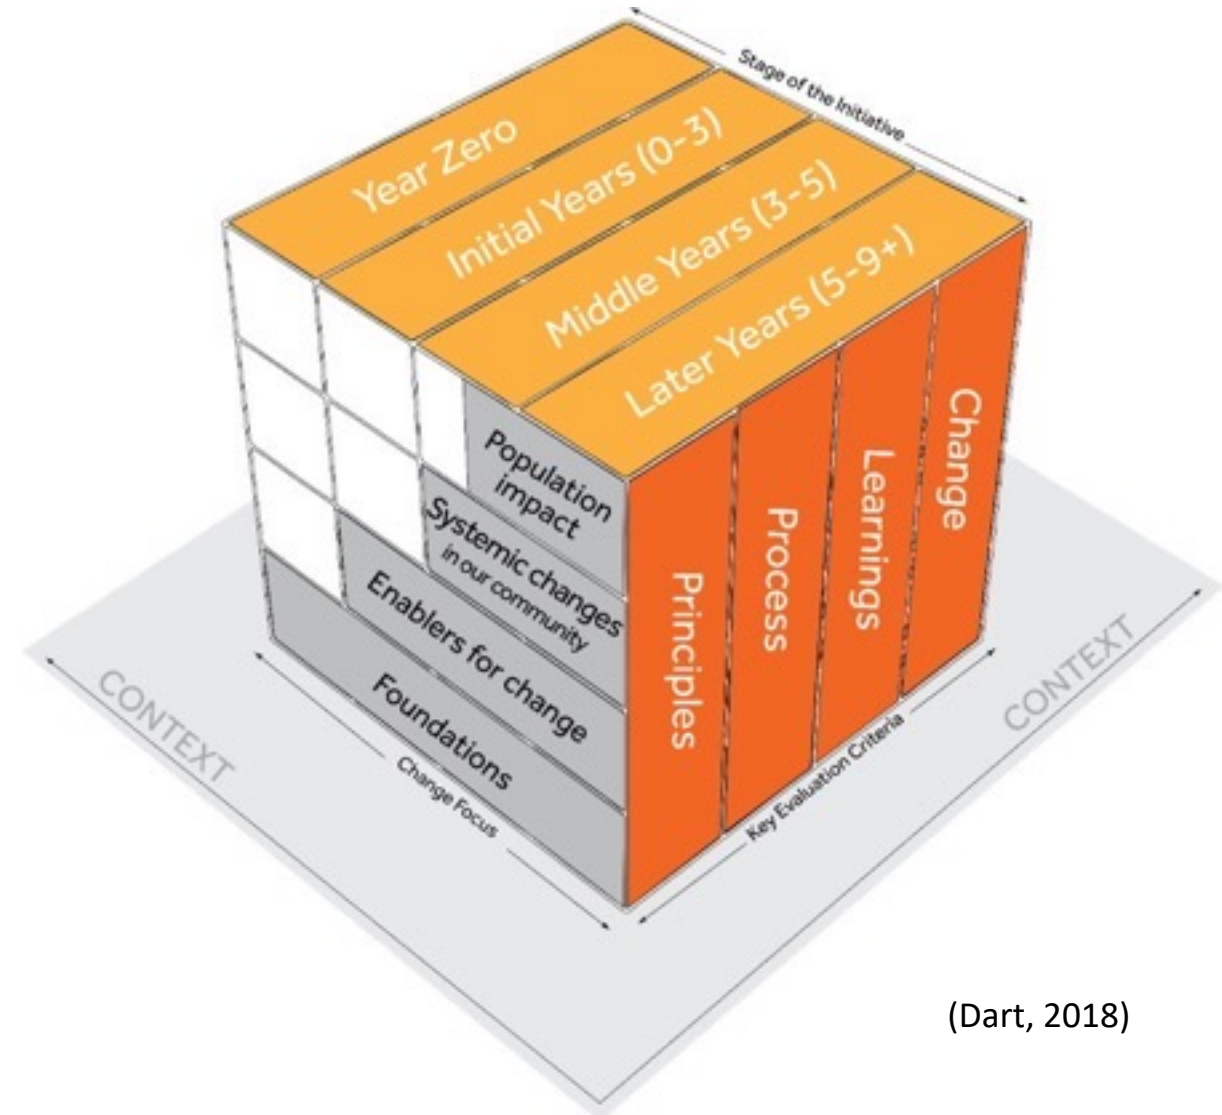 Stage of the Initiative
Year Zero
Initial Years (0-3)
Middle Years (3-5)
Later Years (5-9+)
Population
impact
Systemic changes
in our community
Enablers for change
Foundations
Principles
Process
Learnings
Change
CONTEXT
Change Focus
Key Evaluation Criteria
CONTEXT
(Dart, 2018)